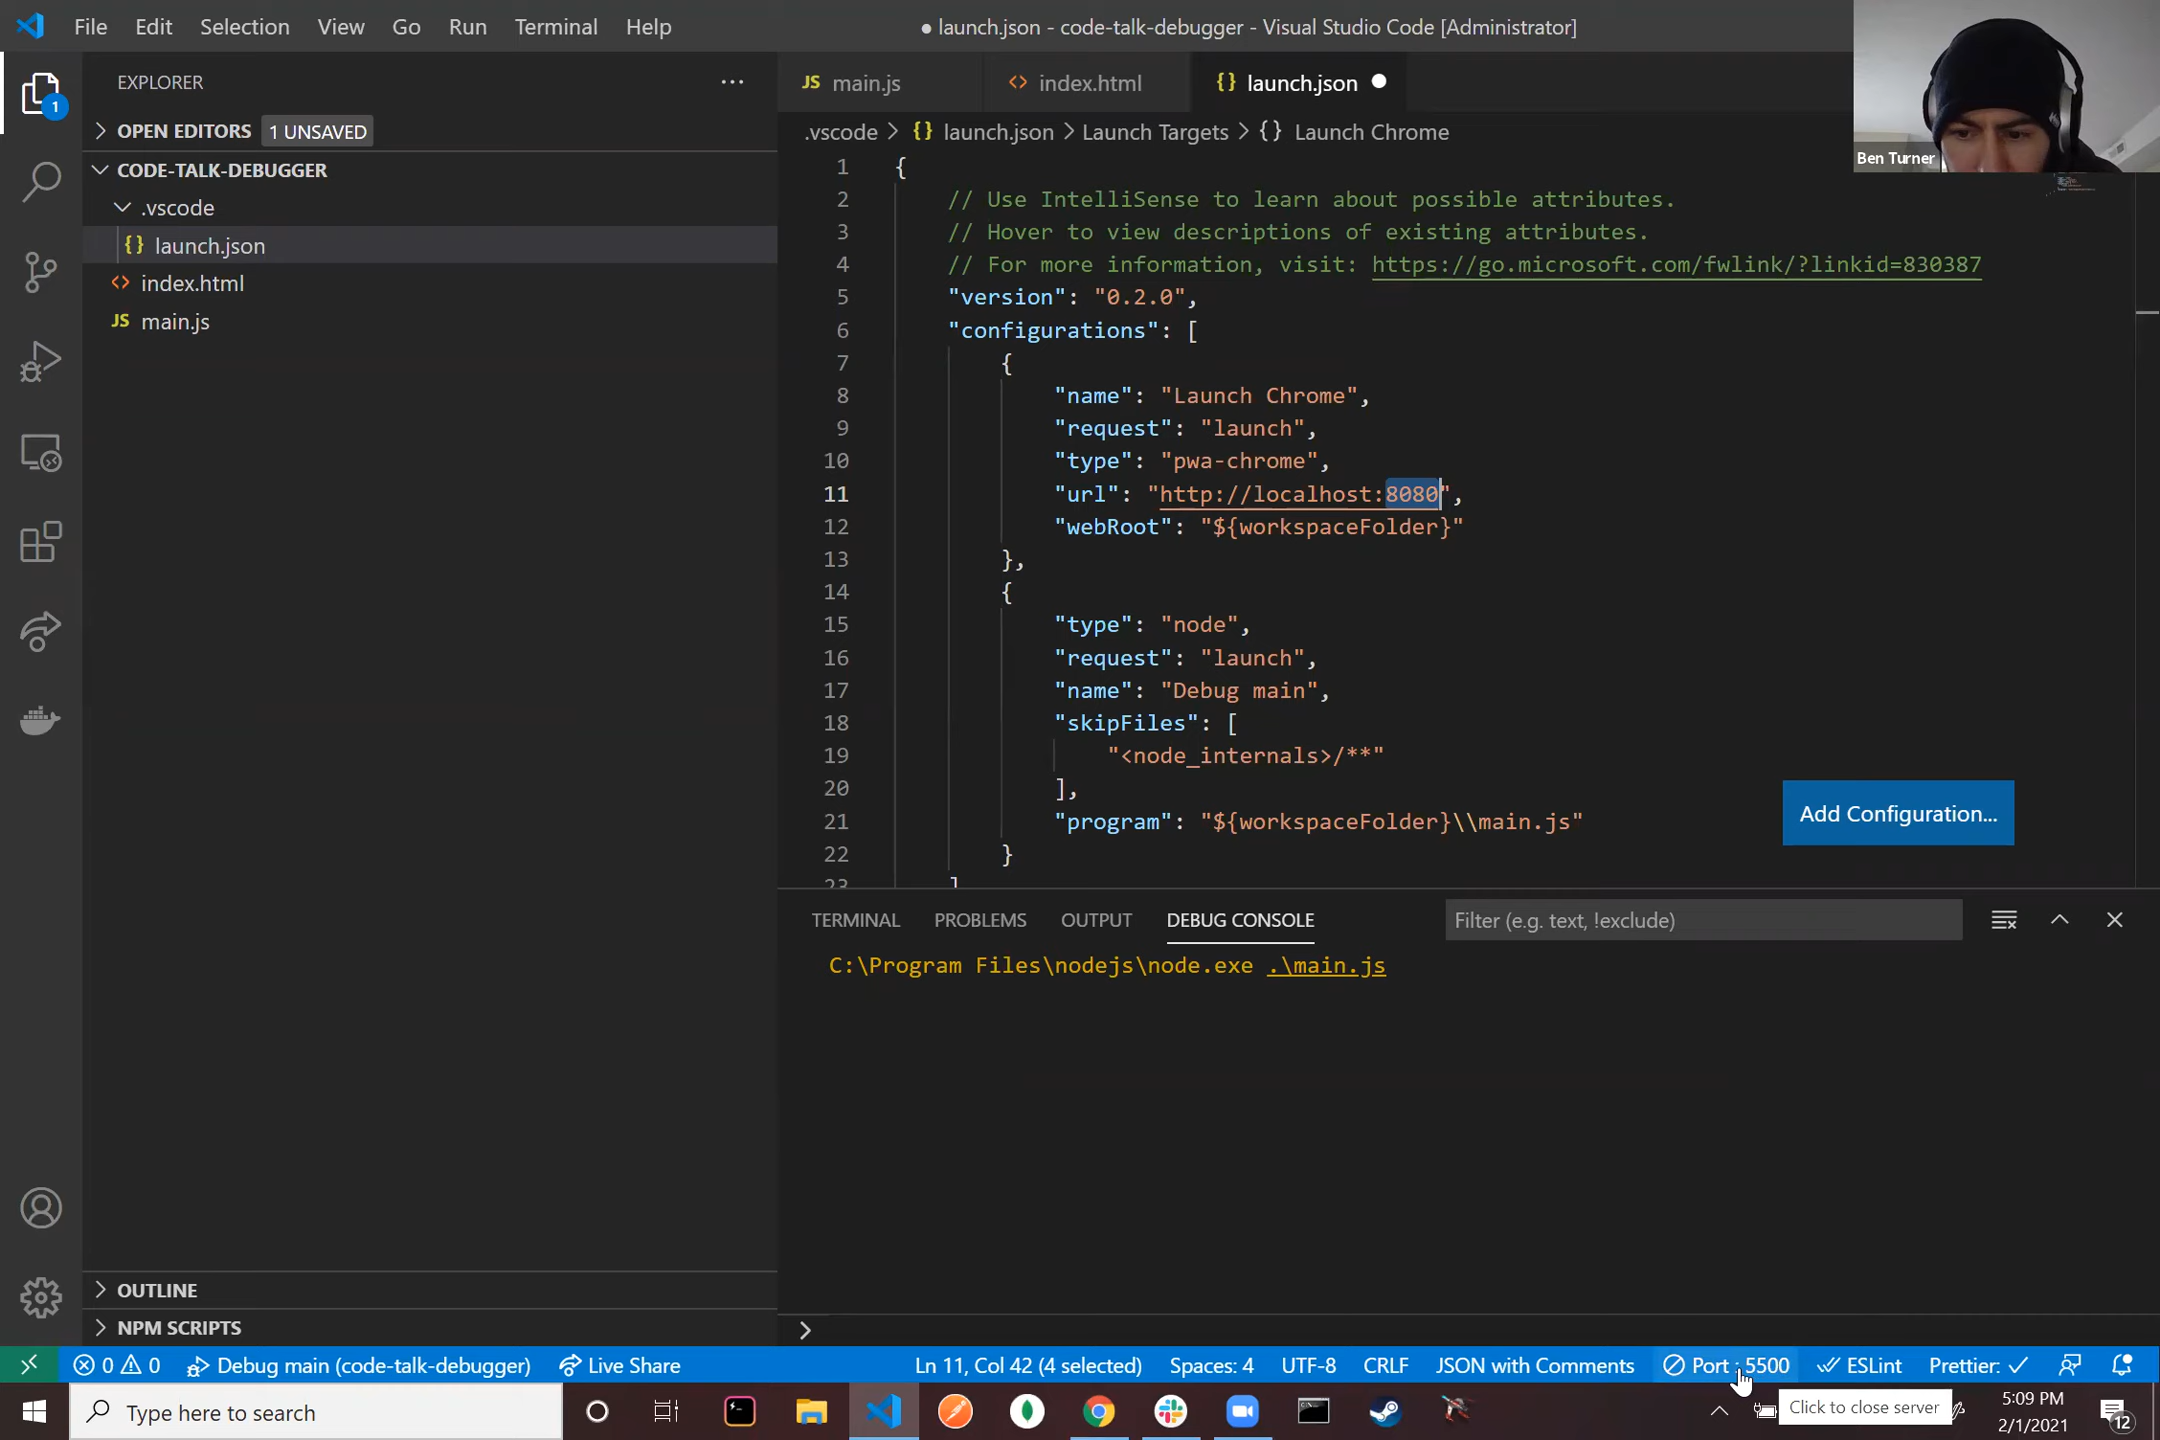 File Edit Selection View Go Run Terminal Help
● launch.json - code-talk-debugger - Visual Studio Code [Administrator]
Ben Turner
EXPLORER
1
OPEN EDITORS 1 UNSAVED
CODE-TALK-DEBUGGER
.vscode
{} launch.json
<> index.html
JS main.js
OUTLINE
NPM SCRIPTS
JS main.js <> index.html {} launch.json ●
.vscode > {} launch.json > Launch Targets > {} Launch Chrome
1 {
2 // Use IntelliSense to learn about possible attributes.
3 // Hover to view descriptions of existing attributes.
4 // For more information, visit: https://go.microsoft.com/fwlink/?linkid=830387
5 "version": "0.2.0",
6 "configurations": [
7 {
8 "name": "Launch Chrome",
9 "request": "launch",
10 "type": "pwa-chrome",
11 "url": "http://localhost:8080",
12 "webRoot": "${workspaceFolder}"
13 },
14 {
15 "type": "node",
16 "request": "launch",
17 "name": "Debug main",
18 "skipFiles": [
19 "<node_internals>/**"
20 ],
21 "program": "${workspaceFolder}\\main.js"
22 }
23 ]
Add Configuration...
TERMINAL PROBLEMS OUTPUT DEBUG CONSOLE Filter (e.g. text, !exclude)
C:\Program Files\nodejs\node.exe .\main.js
>
0 0 Debug main (code-talk-debugger) Live Share Ln 11, Col 42 (4 selected) Spaces: 4 UTF-8 CRLF JSON with Comments Port : 5500 ESLint Prettier: ✓
Type here to search
Click to close server
5:09 PM
2/1/2021
12